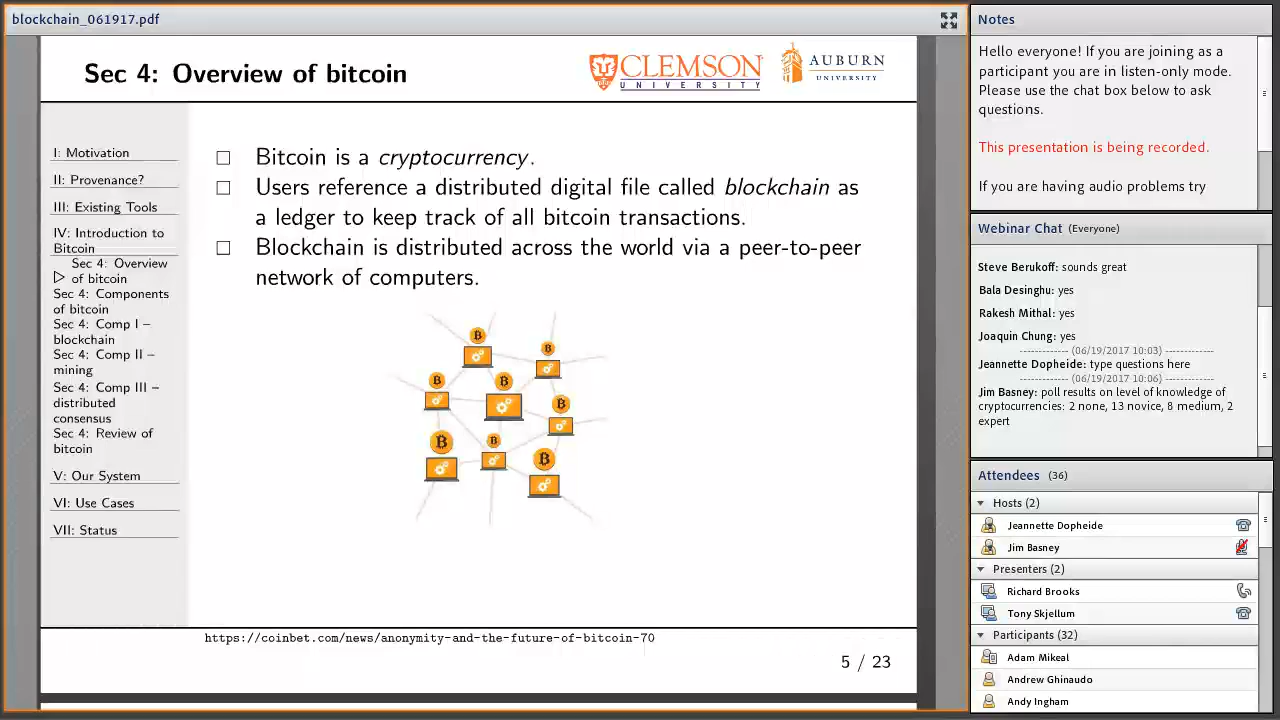 blockchain_061917.pdf
Sec 4: Overview of bitcoin
CLEMSON
UNIVERSITY
AUBURN
UNIVERSITY
I: Motivation
II: Provenance?
III: Existing Tools
IV: Introduction to
Bitcoin
Sec 4: Overview
of bitcoin
Sec 4: Components
of bitcoin
Sec 4: Comp I –
blockchain
Sec 4: Comp II –
mining
Sec 4: Comp III –
distributed
consensus
Sec 4: Review of
bitcoin
V: Our System
VI: Use Cases
VII: Status
Bitcoin is a cryptocurrency.
Users reference a distributed digital file called blockchain as
a ledger to keep track of all bitcoin transactions.
Blockchain is distributed across the world via a peer-to-peer
network of computers.
https://coinbet.com/news/anonymity-and-the-future-of-bitcoin-70
5 / 23
Notes
Hello everyone! If you are joining as a
participant you are in listen-only mode.
Please use the chat box below to ask
questions.
This presentation is being recorded.
If you are having audio problems try
Webinar Chat (Everyone)
Steve Berukoff: sounds great
Bala Desinghu: yes
Rakesh Mithal: yes
Joaquin Chung: yes
------------- (06/19/2017 10:03) -------------
Jeannette Dopheide: type questions here
------------- (06/19/2017 10:06) -------------
Jim Basney: poll results on level of knowledge of
cryptocurrencies: 2 none, 13 novice, 8 medium, 2
expert
Attendees (36)
Hosts (2)
Jeannette Dopheide
Jim Basney
Presenters (2)
Richard Brooks
Tony Skjellum
Participants (32)
Adam Mikeal
Andrew Ghinaudo
Andy Ingham